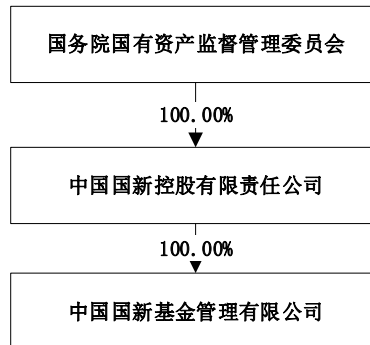 国务院国有资产监督管理委员会
100.00%
中国国新控股有限责任公司
100.00%
中国国新基金管理有限公司